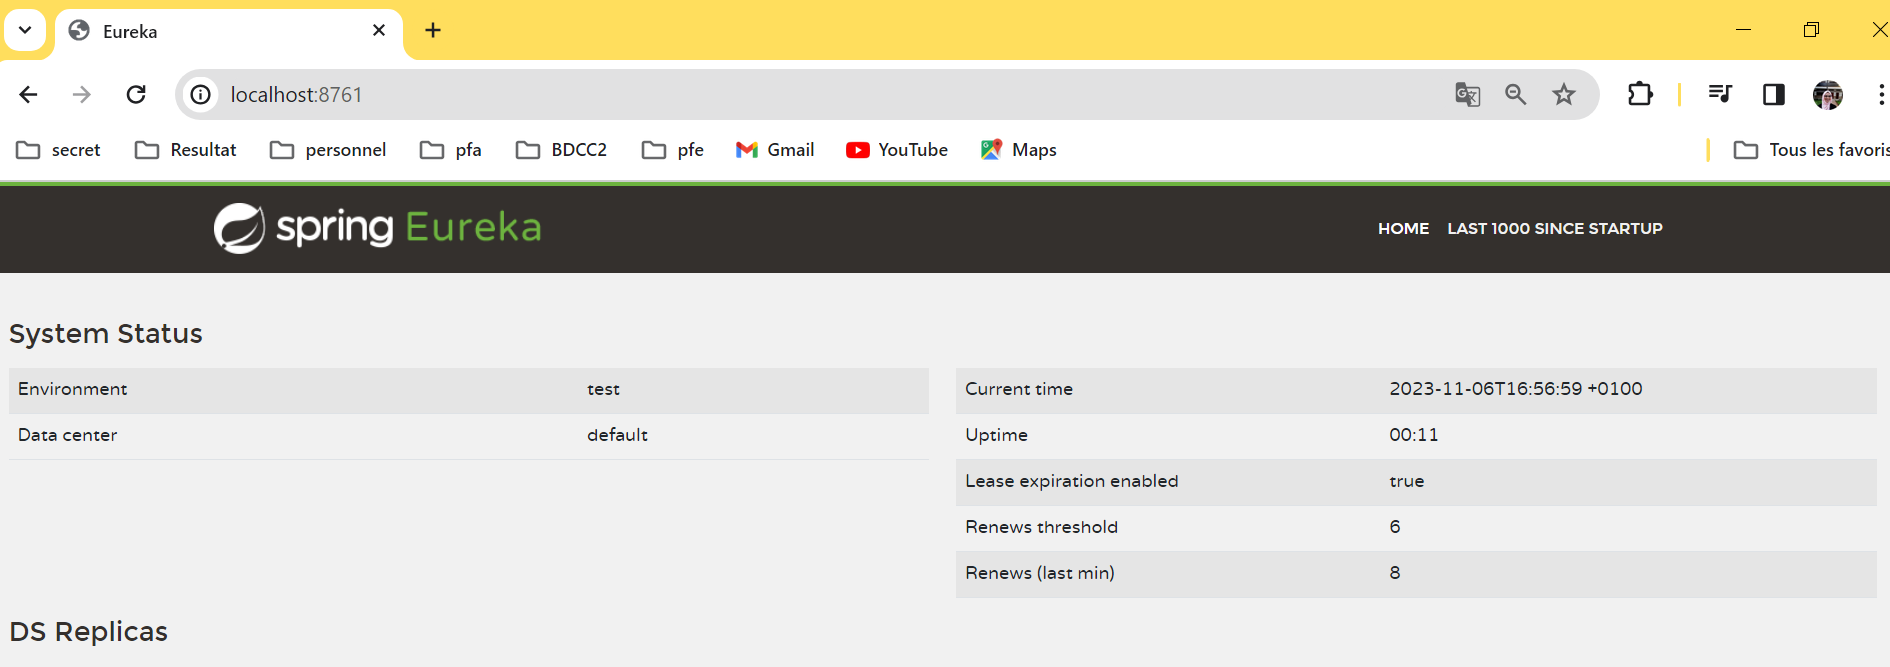 Eureka
localhost:8761
secret Resultat personnel pfa BDCC2 pfe Gmail YouTube Maps Tous les favoris
spring Eureka HOME LAST 1000 SINCE STARTUP
System Status
Environment test
Data center default
Current time 2023-11-06T16:56:59 +0100
Uptime 00:11
Lease expiration enabled true
Renews threshold 6
Renews (last min) 8
DS Replicas